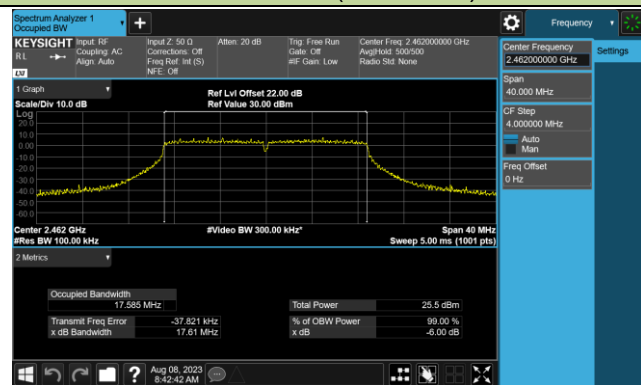 Spectrum Analyzer 1
Occupied BW
Frequency
KEYSIGHT
RL
LXI
Input: RF
Coupling: AC
Align: Auto
Input Z: 50 Ω
Corrections: Off
Freq Ref: Int (S)
NFE: Off
Atten: 20 dB
Trig: Free Run
Gate: Off
#IF Gain: Low
Center Freq: 2.462000000 GHz
Avg|Hold: 500/500
Radio Std: None
Center Frequency
2.462000000 GHz
Settings
Span
40.000 MHz
CF Step
4.000000 MHz
Auto
Man
Freq Offset
0 Hz
1 Graph
Scale/Div 10.0 dB
Ref Lvl Offset 22.00 dB
Ref Value 30.00 dBm
Log
20.0
10.0
0.0
-10.0
-20.0
-30.0
-40.0
-50.0
-60.0
Center 2.462 GHz
#Res BW 100.00 kHz
#Video BW 300.00 kHz*
Span 40 MHz
Sweep 5.00 ms (1001 pts)
2 Metrics
Occupied Bandwidth
17.585 MHz
Total Power 25.5 dBm
Transmit Freq Error -37.821 kHz
% of OBW Power 99.00 %
x dB Bandwidth 17.61 MHz
x dB -6.00 dB
?
Aug 08, 2023
8:42:42 AM